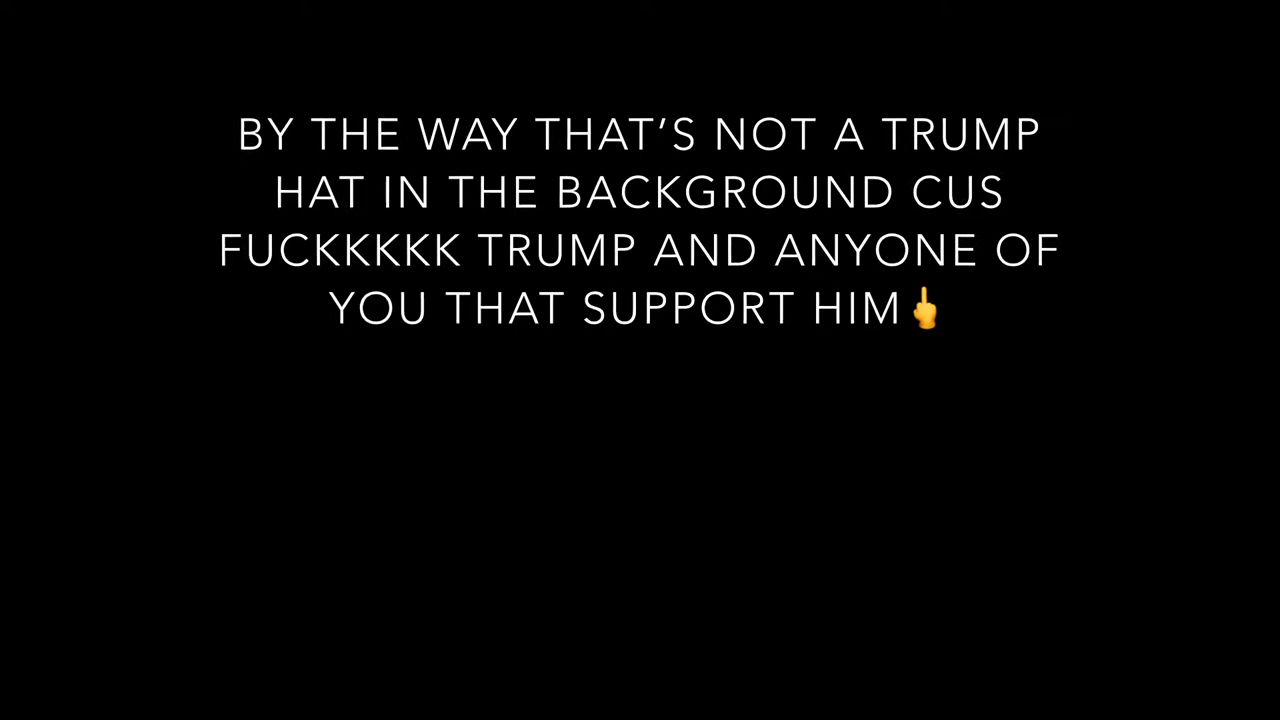 BY THE WAY THAT’S NOT A TRUMP
HAT IN THE BACKGROUND CUS
FUCKKKKK TRUMP AND ANYONE OF
YOU THAT SUPPORT HIM🖕